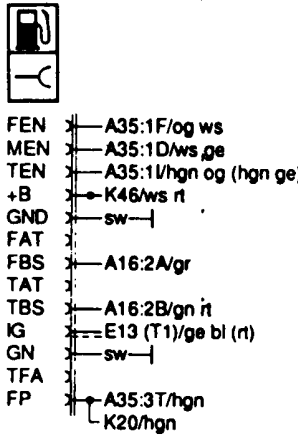 FEN A35:1F/og ws
MEN A35:1D/ws ge
TEN A35:1I/hgn og (hgn ge)
+B K46/ws rt
GND sw
FAT
FBS A16:2A/gr
TAT
TBS A16:2B/gn rt
IG E13 (T1)/ge bl (rt)
GN sw
TFA
FP A35:3T/hgn
K20/hgn